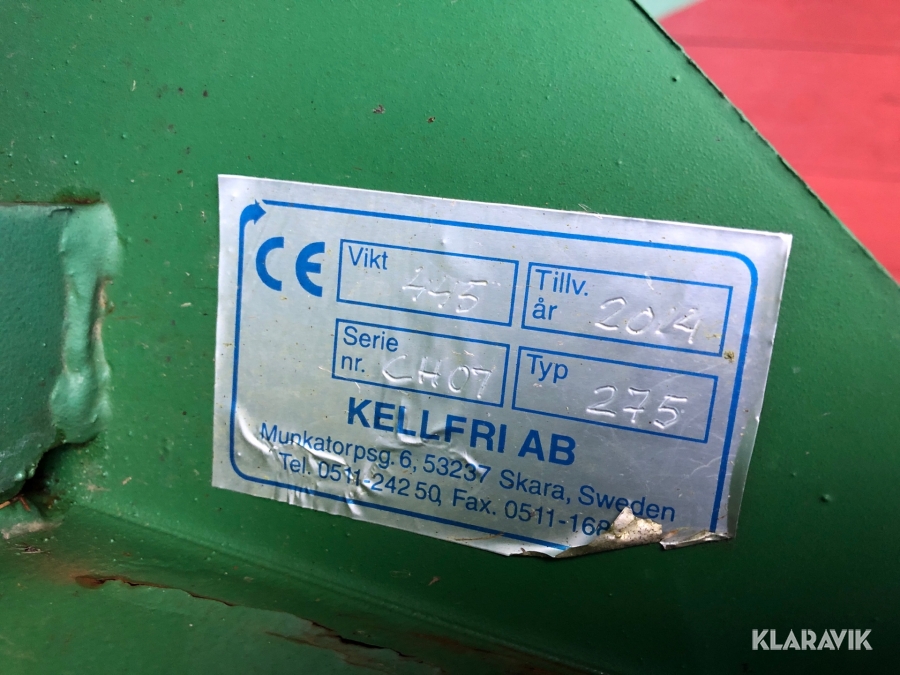 CE
Vikt 445
Tillv. år 2014
Serie nr. CH07
Typ 275
KELLFRI AB
Munkatorpsg. 6, 53237 Skara, Sweden
Tel. 0511-242 50, Fax. 0511-168
KLARAVIK